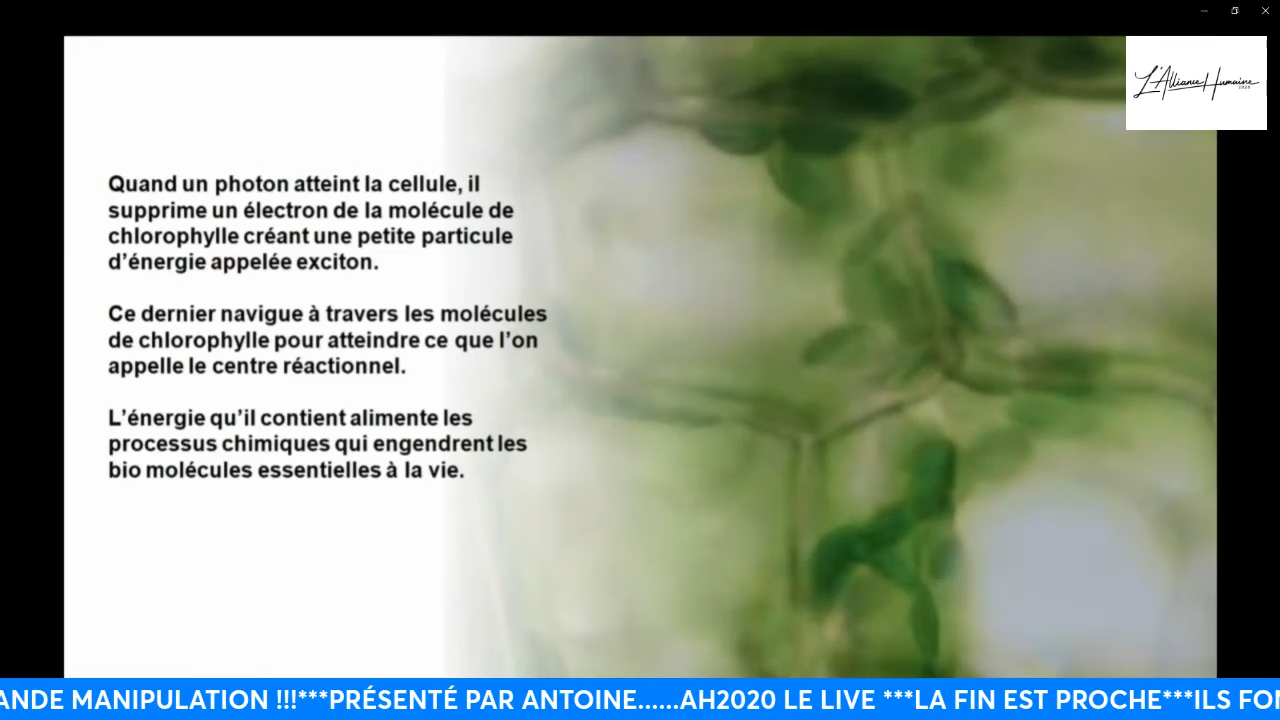 L'Alliance Humaine
2020
Quand un photon atteint la cellule, il
supprime un électron de la molécule de
chlorophylle créant une petite particule
d’énergie appelée exciton.
Ce dernier navigue à travers les molécules
de chlorophylle pour atteindre ce que l’on
appelle le centre réactionnel.
L’énergie qu’il contient alimente les
processus chimiques qui engendrent les
bio molécules essentielles à la vie.
ANDE MANIPULATION !!!***PRÉSENTÉ PAR ANTOINE......AH2020 LE LIVE ***LA FIN EST PROCHE***ILS FON